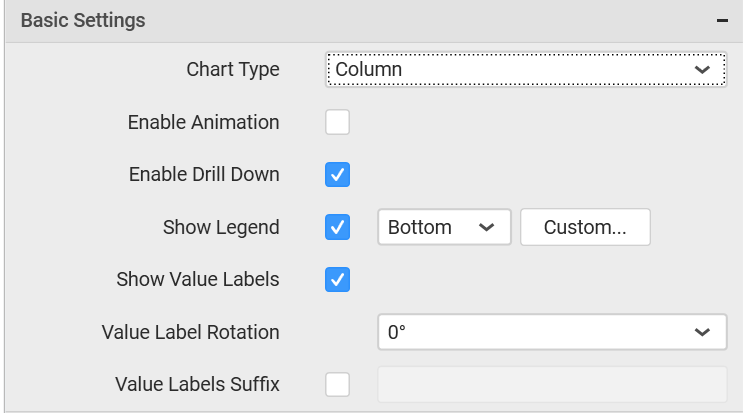 Basic Settings
Chart Type Column
Enable Animation
Enable Drill Down
Show Legend Bottom Custom...
Show Value Labels
Value Label Rotation 0°
Value Labels Suffix